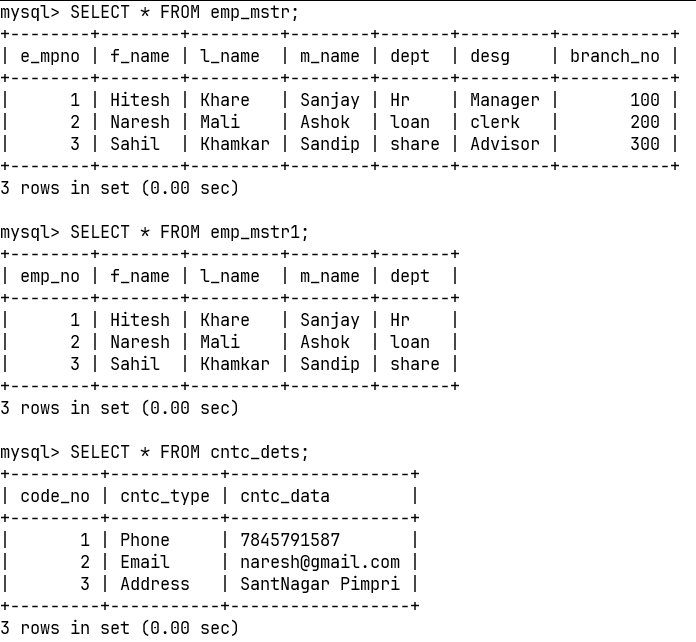 mysql> SELECT * FROM emp_mstr;
+--------+--------+---------+--------+-------+---------+-----------+
| e_mpno | f_name | l_name  | m_name | dept  | desg    | branch_no |
+--------+--------+---------+--------+-------+---------+-----------+
|      1 | Hitesh | Khare   | Sanjay | Hr    | Manager |       100 |
|      2 | Naresh | Mali    | Ashok  | loan  | clerk   |       200 |
|      3 | Sahil  | Khamkar | Sandip | share | Advisor |       300 |
+--------+--------+---------+--------+-------+---------+-----------+
3 rows in set (0.00 sec)

mysql> SELECT * FROM emp_mstr1;
+--------+--------+---------+--------+-------+
| emp_no | f_name | l_name  | m_name | dept  |
+--------+--------+---------+--------+-------+
|      1 | Hitesh | Khare   | Sanjay | Hr    |
|      2 | Naresh | Mali    | Ashok  | loan  |
|      3 | Sahil  | Khamkar | Sandip | share |
+--------+--------+---------+--------+-------+
3 rows in set (0.00 sec)

mysql> SELECT * FROM cntc_dets;
+---------+-----------+------------------+
| code_no | cntc_type | cntc_data        |
+---------+-----------+------------------+
|       1 | Phone     | 7845791587       |
|       2 | Email     | naresh@gmail.com |
|       3 | Address   | SantNagar Pimpri |
+---------+-----------+------------------+
3 rows in set (0.00 sec)